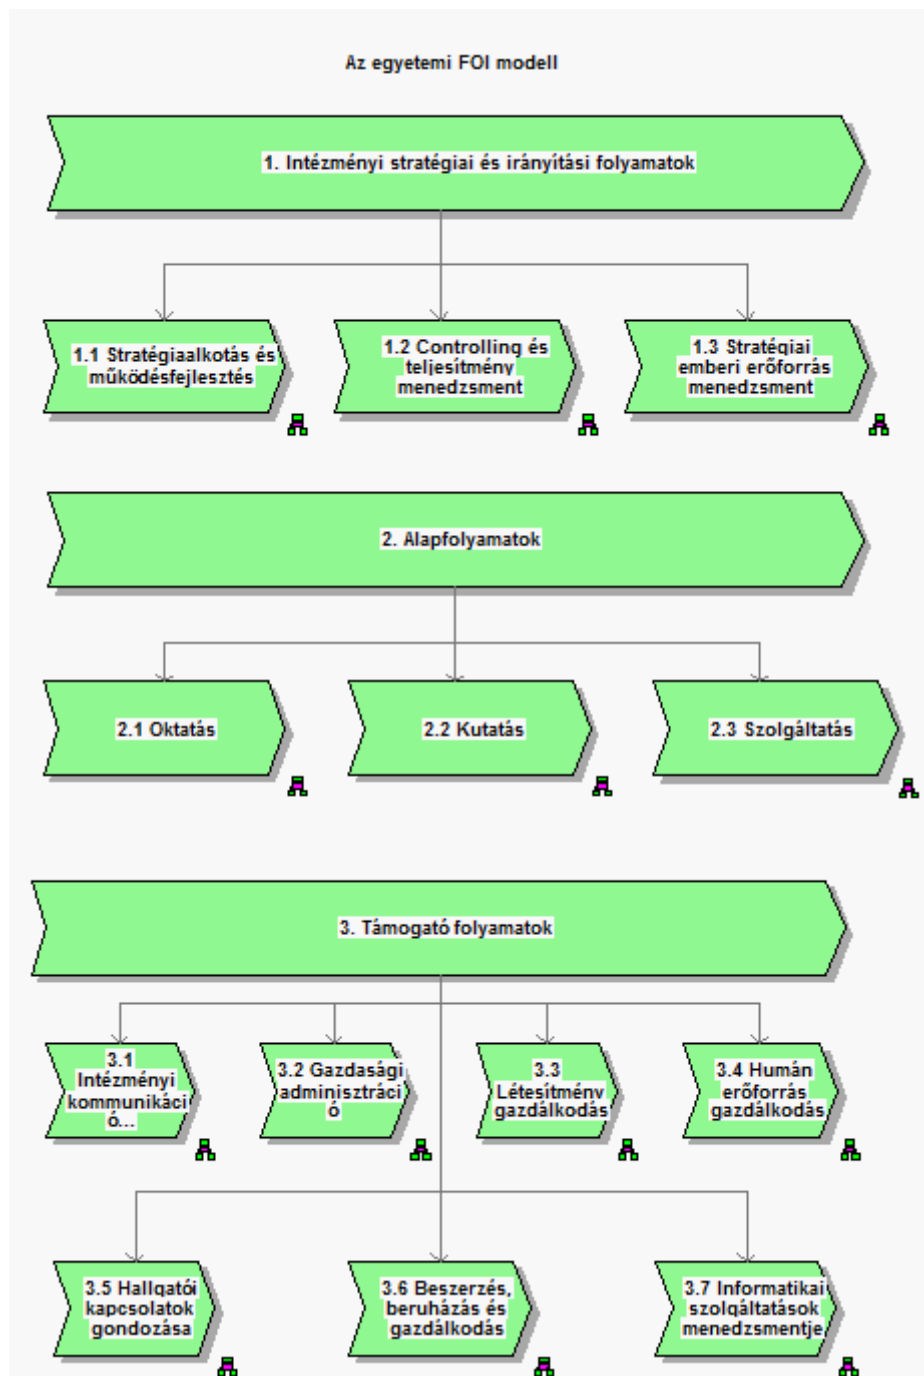 Az egyetemi FOI modell
1. Intézményi stratégiai és irányítási folyamatok
1.1 Stratégiaalkotás és
működésfejlesztés
1.2 Controlling és
teljesítmény
menedzsment
1.3 Stratégiai
emberi erőforrás
menedzsment
2. Alapfolyamatok
2.1 Oktatás
2.2 Kutatás
2.3 Szolgáltatás
3. Támogató folyamatok
3.1
Intézményi
kommunikáci
ó...
3.2 Gazdasági
adminisztráci
ó
3.3
Létesítmény
gazdálkodás
3.4 Humán
erőforrás
gazdálkodás
3.5 Hallgatói
kapcsolatok
gondozása
3.6 Beszerzés,
beruházás és
gazdálkodás
3.7 Informatikai
szolgáltatások
menedzsmentje